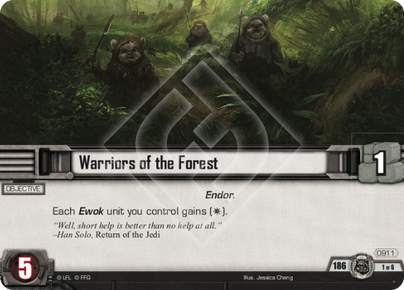 Warriors of the Forest
1
OBJECTIVE
Endor.
Each Ewok unit you control gains ( ).
"Well, short help is better than no help at all."
–Han Solo, Return of the Jedi
5
© LFL © FFG
Illus. Jessica Cheng
186
0911
1 of 6